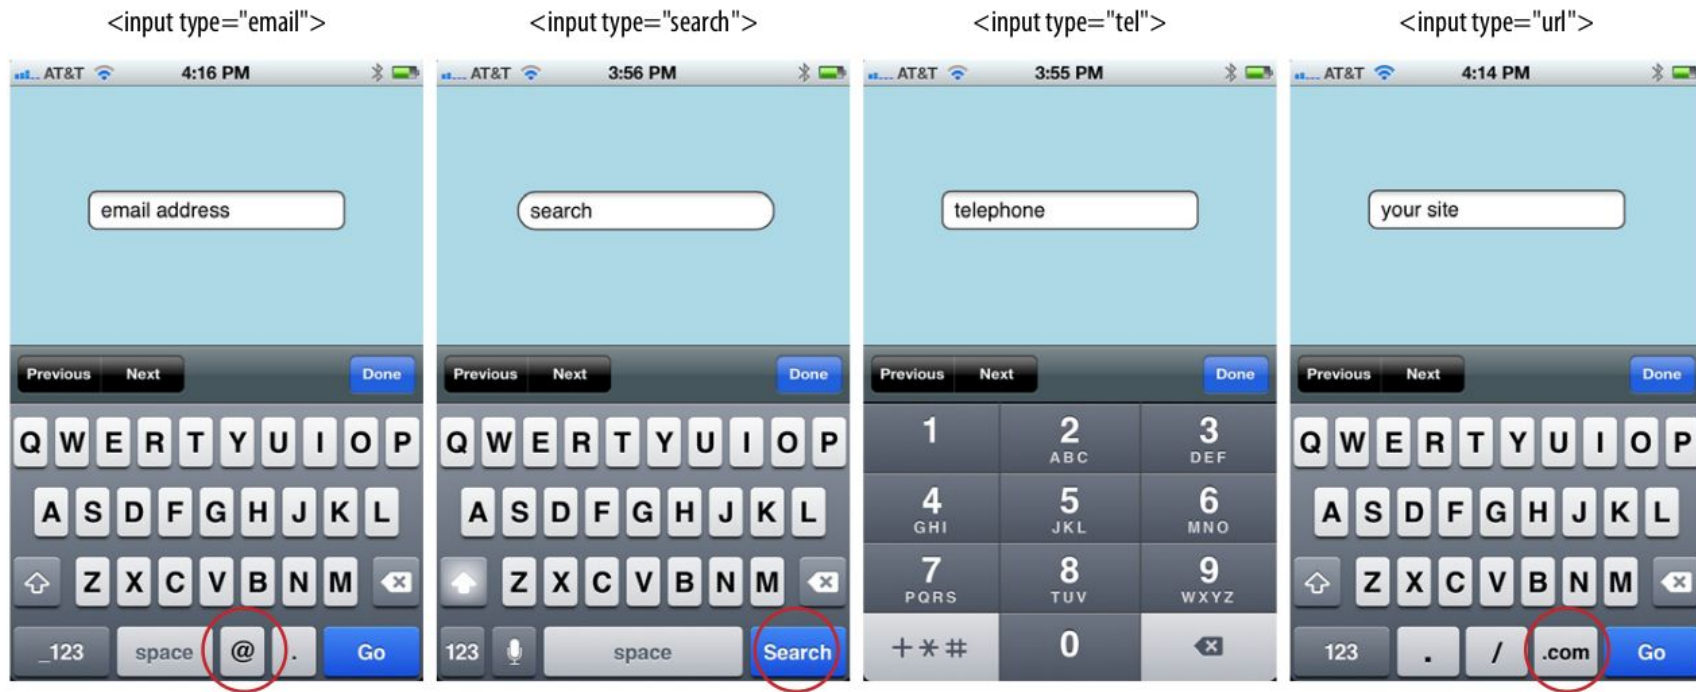 <input type="email">
AT&T 4:16 PM
email address
Previous Next Done
Q W E R T Y U I O P
A S D F G H J K L
Z X C V B N M
_123 space @ . Go
<input type="search">
AT&T 3:56 PM
search
Previous Next Done
Q W E R T Y U I O P
A S D F G H J K L
Z X C V B N M
123 space Search
<input type="tel">
AT&T 3:55 PM
telephone
Previous Next Done
1 2 3
ABC DEF
4 5 6
GHI JKL MNO
7 8 9
PQRS TUV WXYZ
+*# 0
<input type="url">
AT&T 4:14 PM
your site
Previous Next Done
Q W E R T Y U I O P
A S D F G H J K L
Z X C V B N M
123 . / .com Go